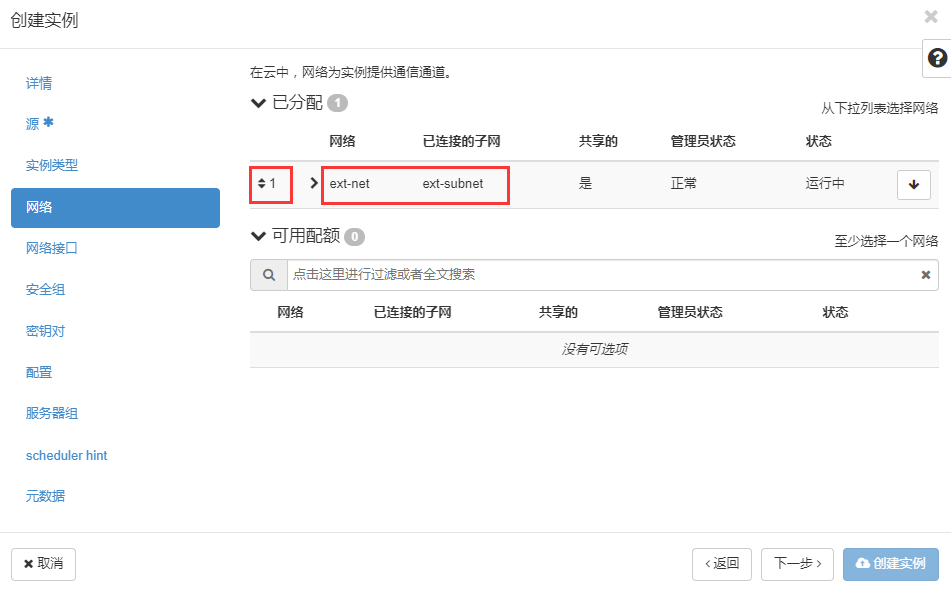 创建实例
详情
源 *
实例类型
网络
网络接口
安全组
密钥对
配置
服务器组
scheduler hint
元数据
在云中，网络为实例提供通信通道。
已分配 1
从下拉列表选择网络
网络 已连接的子网 共享的 管理员状态 状态
1 ext-net ext-subnet 是 正常 运行中
可用配额 0
至少选择一个网络
点击这里进行过滤或者全文搜索
网络 已连接的子网 共享的 管理员状态 状态
没有可选项
取消
返回
下一步
创建实例